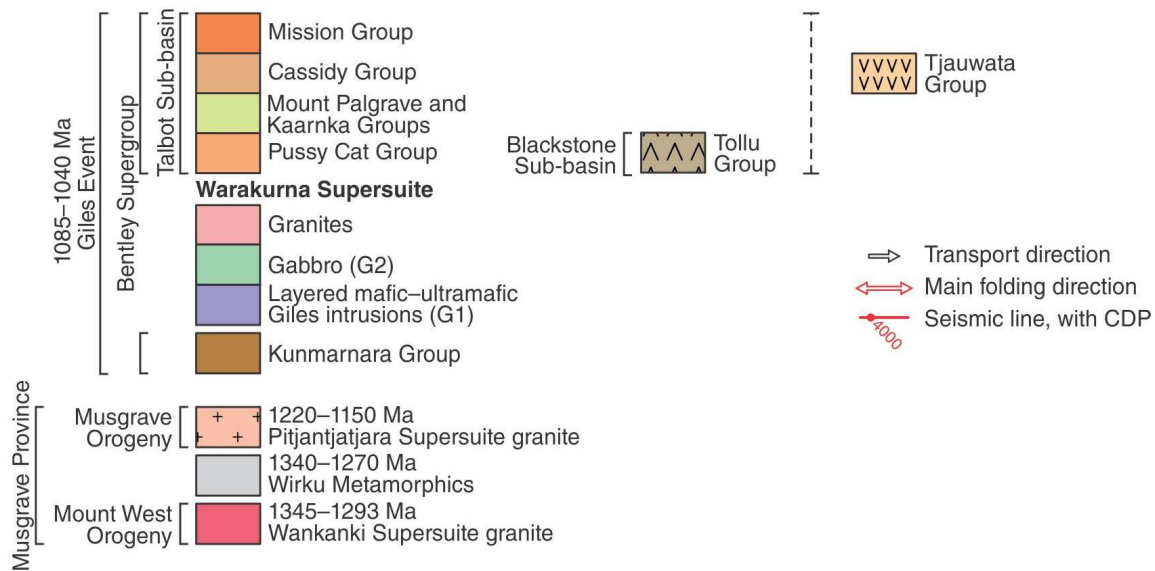 1085–1040 Ma
Giles Event
Bentley Supergroup
Talbot Sub-basin
Mission Group
Cassidy Group
Mount Palgrave and
Kaarnka Groups
Pussy Cat Group
Warakurna Supersuite
Granites
Gabbro (G2)
Layered mafic–ultramafic
Giles intrusions (G1)
Kunmarnara Group
Musgrave Province
Musgrave
Orogeny
1220–1150 Ma
Pitjantjatjara Supersuite granite
1340–1270 Ma
Wirku Metamorphics
Mount West
Orogeny
1345–1293 Ma
Wankanki Supersuite granite
Blackstone
Sub-basin
Tollu
Group
Tjauwata
Group
Transport direction
Main folding direction
Seismic line, with CDP
4000